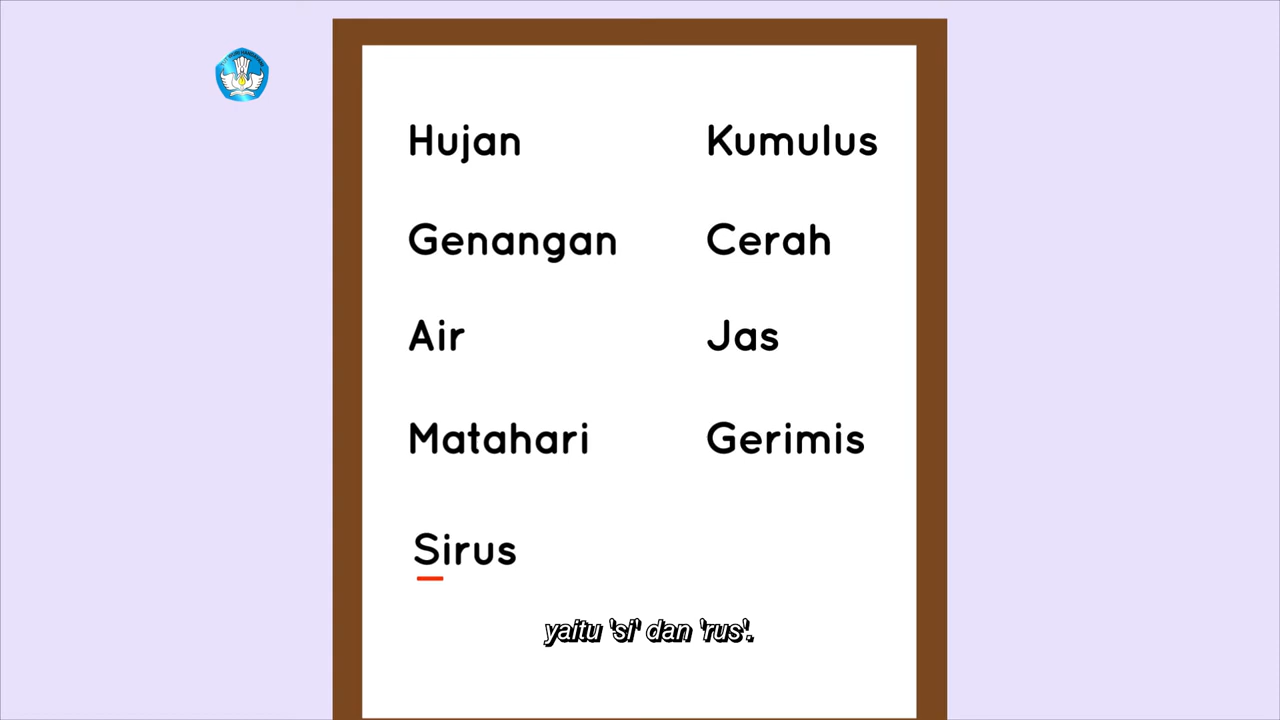 Hujan
Genangan
Air
Matahari
Sirus
Kumulus
Cerah
Jas
Gerimis
yaitu 'si' dan 'rus'.